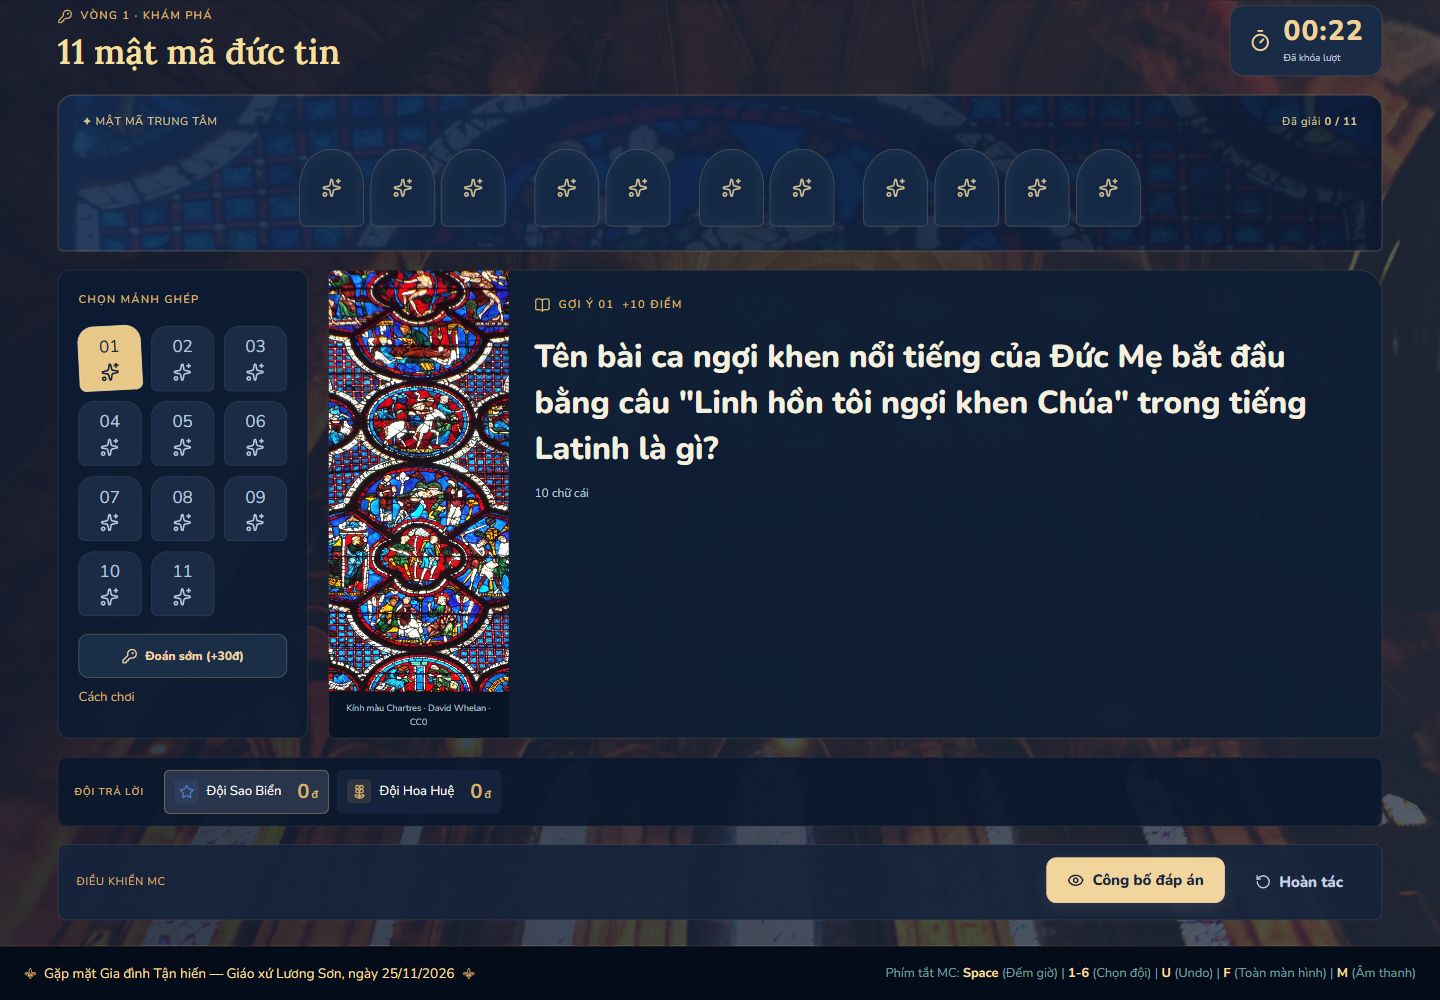 VÒNG 1 · KHÁM PHÁ
11 mật mã đức tin
00:22
Đã khóa lượt
✦ MẬT MÃ TRUNG TÂM
Đã giải 0 / 11
CHỌN MẢNH GHÉP
01
02
03
04
05
06
07
08
09
10
11
Đoán sớm (+30đ)
Cách chơi
Kính màu Chartres · David Whelan ·
CC0
GỢI Ý 01 +10 ĐIỂM
Tên bài ca ngợi khen nổi tiếng của Đức Mẹ bắt đầu
bằng câu "Linh hồn tôi ngợi khen Chúa" trong tiếng
Latinh là gì?
10 chữ cái
ĐỘI TRẢ LỜI
Đội Sao Biển 0 đ
Đội Hoa Huệ 0 đ
ĐIỀU KHIỂN MC
Công bố đáp án
Hoàn tác
Gặp mặt Gia đình Tận hiến — Giáo xứ Lương Sơn, ngày 25/11/2026
Phím tắt MC: Space (Đếm giờ) | 1-6 (Chọn đội) | U (Undo) | F (Toàn màn hình) | M (Âm thanh)